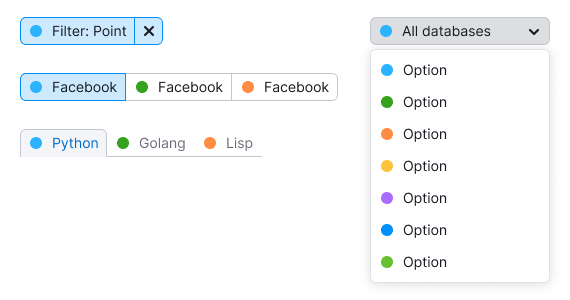 Filter: Point
All databases
Facebook Facebook Facebook
Python Golang Lisp
Option
Option
Option
Option
Option
Option
Option